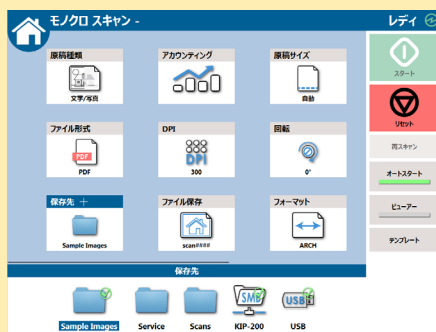 モノクロ スキャン -
レディ
原稿種類
アカウンティング
原稿サイズ
文字/写真
自動
スタート
ファイル形式
DPI
回転
PDF
DPI
PDF
300
0°
リセット
再スキャン
オートスタート
保存先 +
ファイル保存
フォーマット
Sample Images
scan####
ARCH
ビューアー
テンプレート
保存先
SMB
USB
Sample Images
Service
Scans
KIP-200
USB